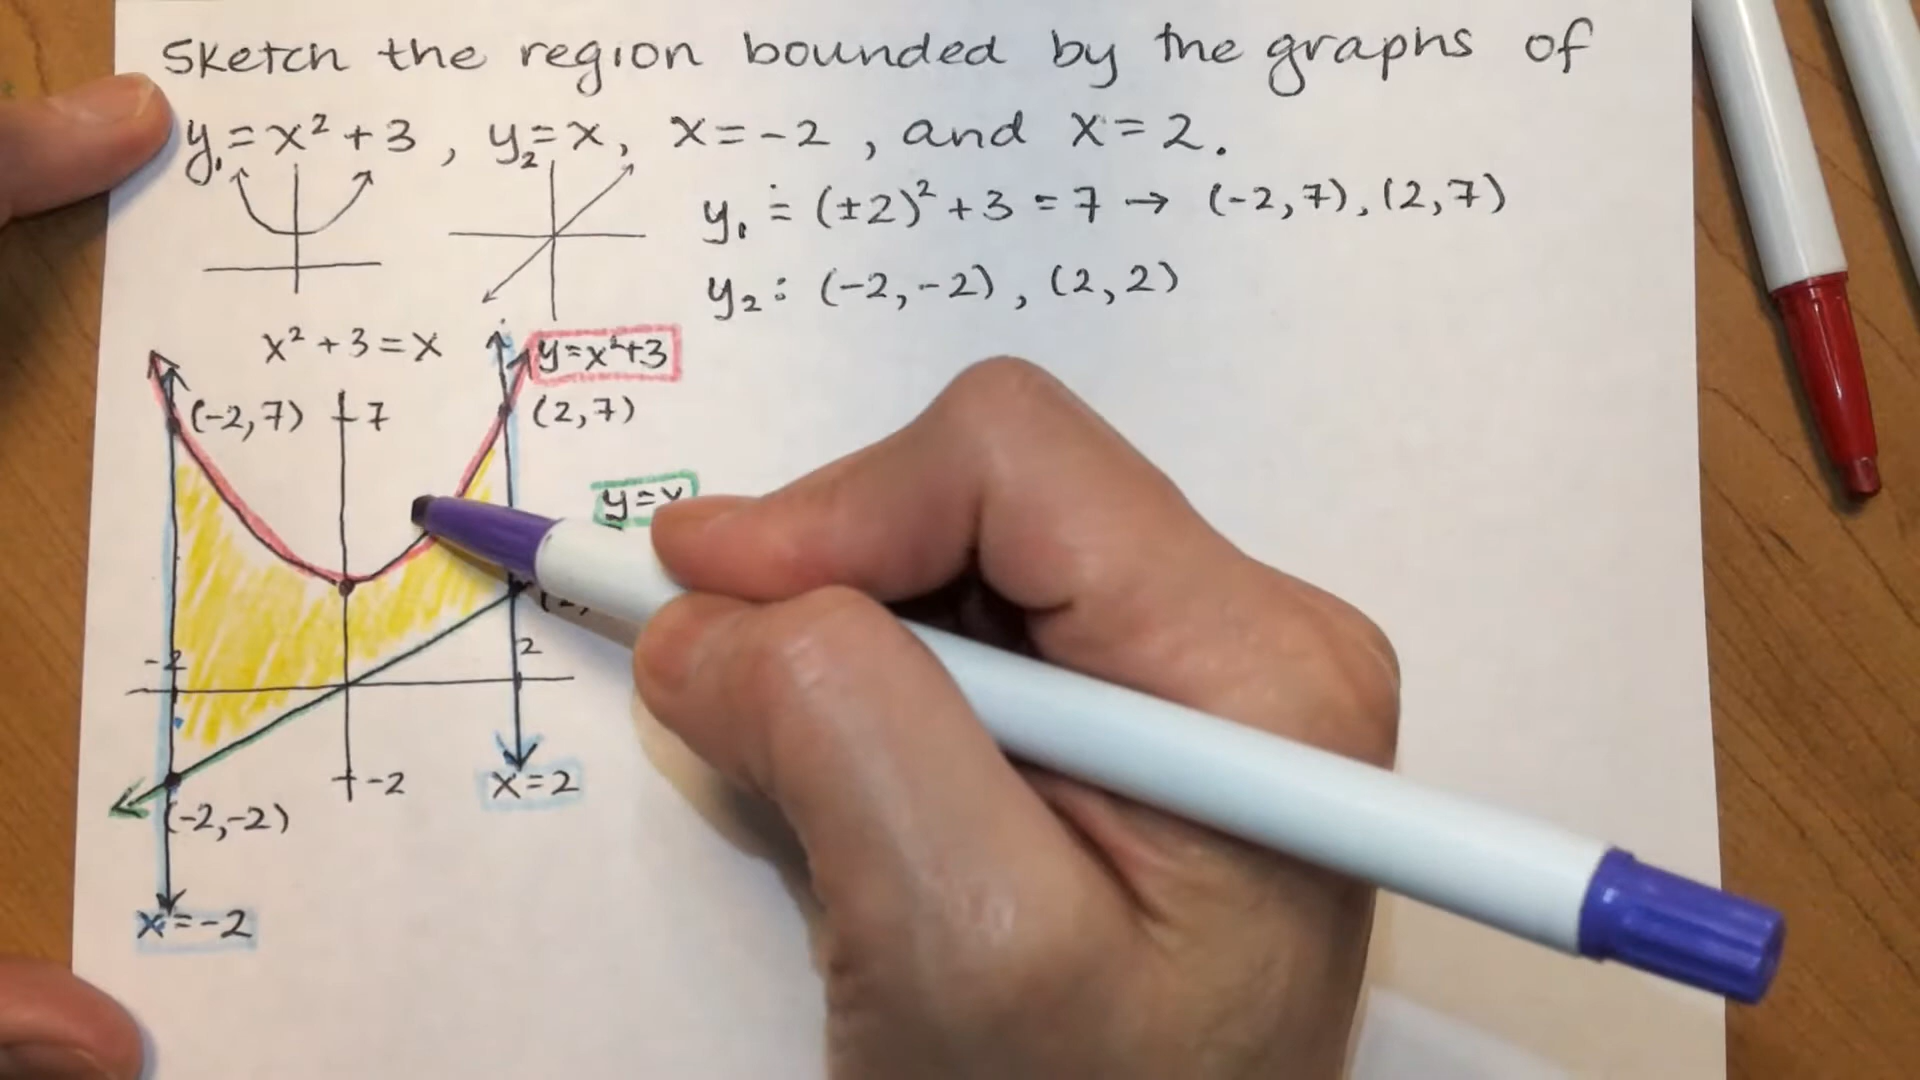 Sketch the region bounded by the graphs of
y₁=x²+3, y₂=x, x=-2, and x=2.
y₁: =(±2)²+3=7→(-2,7),(2,7)
y₂:(-2,-2),(2,2)
x²+3=x
y=x²+3
(-2,7)
7
(2,7)
y=x
(2,
-2
2
-2
x=2
(-2,-2)
x=-2